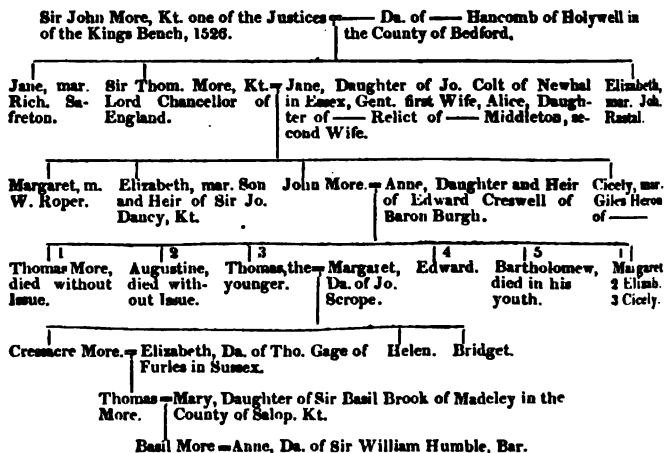 Sir John More, Kt. one of the Justices = —— Da. of —— Hancomb of Holywell in
of the Kings Bench, 1526. the County of Bedford.
Jane, mar. Rich. Safreton.
Sir Thom. More, Kt. = Jane, Daughter of Jo. Colt of Newhal
Lord Chancellor of in Essex, Gent. first Wife, Alice, Daugh-
England. ter of —— Relict of —— Middleton, se-
cond Wife.
Elizabeth,
mar. Joh.
Rastal.
Margaret, m.
W. Roper.
Elizabeth, mar. Son
and Heir of Sir Jo.
Dancy, Kt.
John More. = Anne, Daughter and Heir
of Edward Creswell of
Baron Burgh.
Cicely, mar.
Giles Heron
of ——
1
Thomas More,
died without
Issue.
2
Augustine,
died with-
out Issue.
3
Thomas, the =
younger.
Margaret,
Da. of Jo.
Scrope.
4
Edward.
5
Bartholomew,
died in his
youth.
1
Margaret
2 Elizab.
3 Cicely.
Cressacre More. = Elizabeth, Da. of Tho. Gage of
Furles in Sussex.
Helen.
Bridget.
Thomas = Mary, Daughter of Sir Basil Brook of Madeley in the
More. County of Salop. Kt.
Basil More = Anne, Da. of Sir William Humble, Bar.